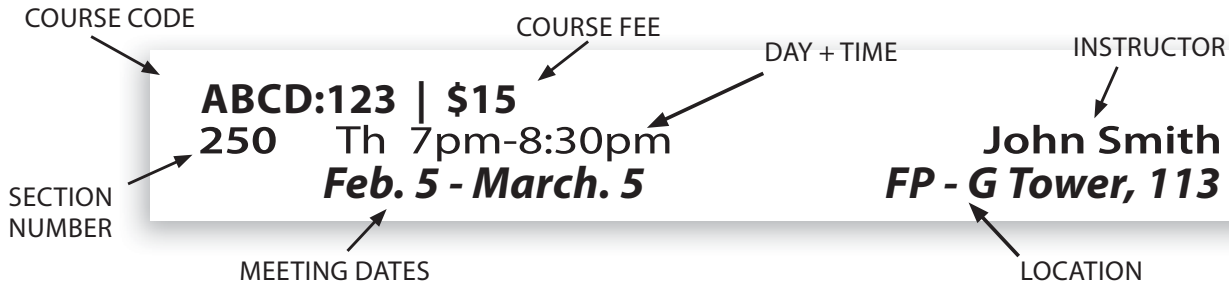 COURSE CODE
COURSE FEE
DAY + TIME
INSTRUCTOR
ABCD:123 | $15
250 Th 7pm-8:30pm John Smith
Feb. 5 - March. 5 FP - G Tower, 113
SECTION
NUMBER
MEETING DATES
LOCATION